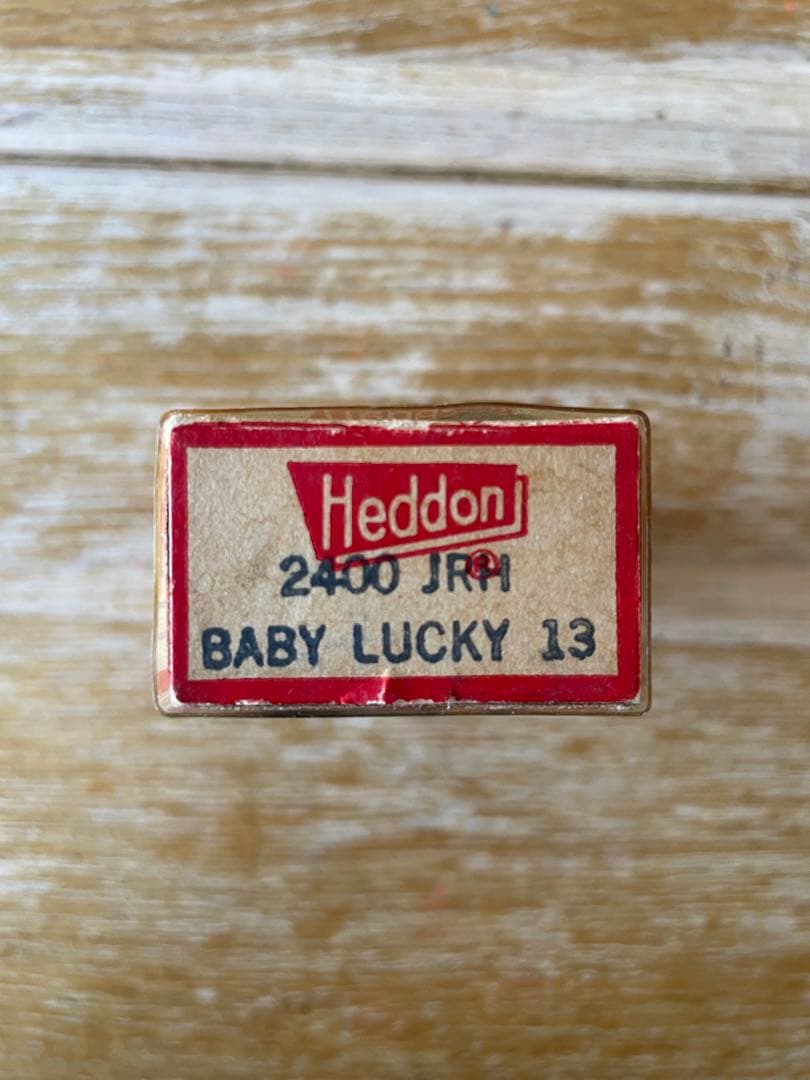 Heddon
®
2400 JRH
BABY LUCKY 13